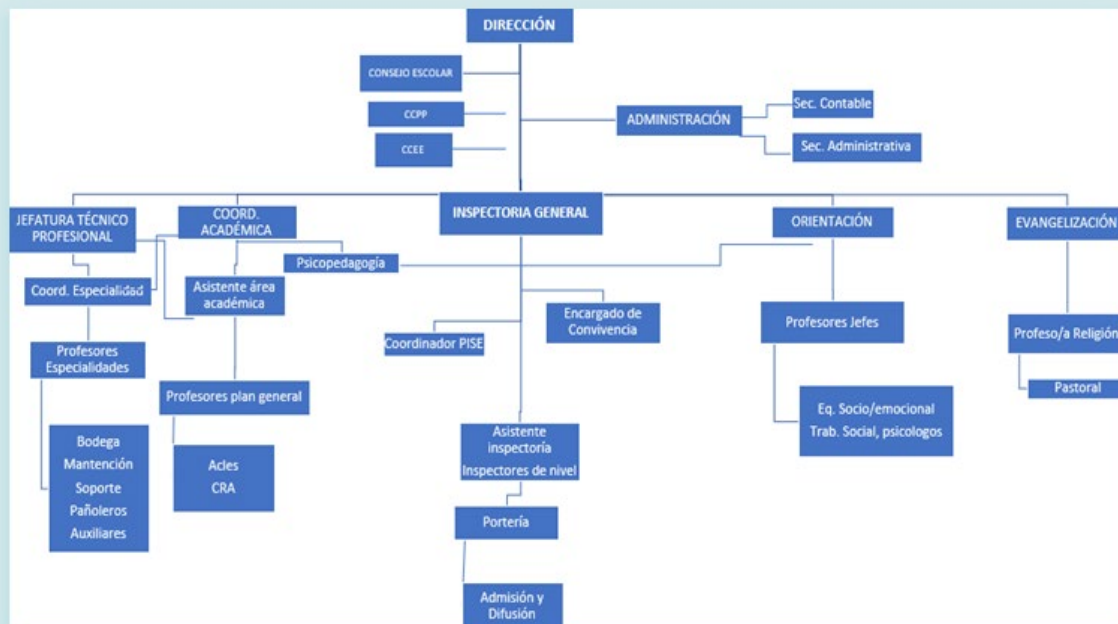 DIRECCIÓN
CONSEJO ESCOLAR
CCPP
CCEE
ADMINISTRACIÓN
Sec. Contable
Sec. Administrativa
JEFATURA TÉCNICO
PROFESIONAL
COORD.
ACADÉMICA
INSPECTORIA GENERAL
ORIENTACIÓN
EVANGELIZACIÓN
Psicopedagogía
Coord. Especialidad
Asistente área
académica
Encargado de
Convivencia
Coordinador PISE
Profesores Jefes
Profeso/a Religión
Profesores
Especialidades
Profesores plan general
Pastoral
Eq. Socio/emocional
Trab. Social, psicologos
Bodega
Mantención
Soporte
Pañoleros
Auxiliares
Acles
CRA
Asistente
inspectoría
Inspectores de nivel
Portería
Admisión y
Difusión